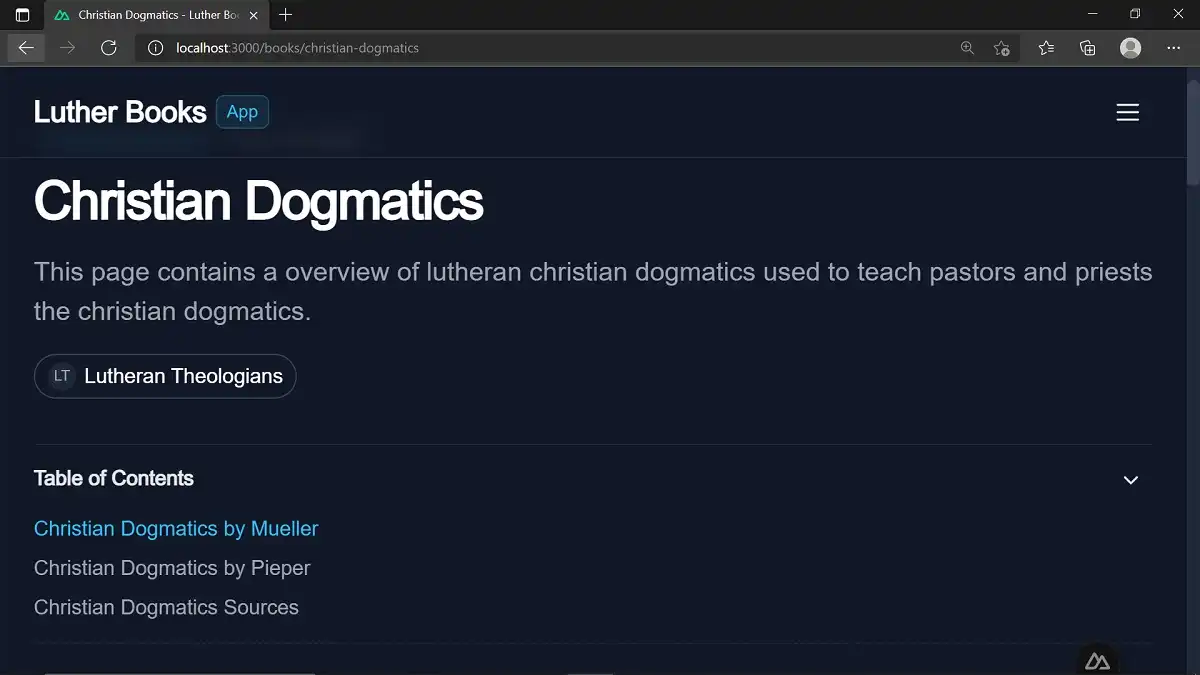 Christian Dogmatics - Luther Bo
localhost:3000/books/christian-dogmatics
Luther Books App
Christian Dogmatics
This page contains a overview of lutheran christian dogmatics used to teach pastors and priests
the christian dogmatics.
LT Lutheran Theologians
Table of Contents
Christian Dogmatics by Mueller
Christian Dogmatics by Pieper
Christian Dogmatics Sources